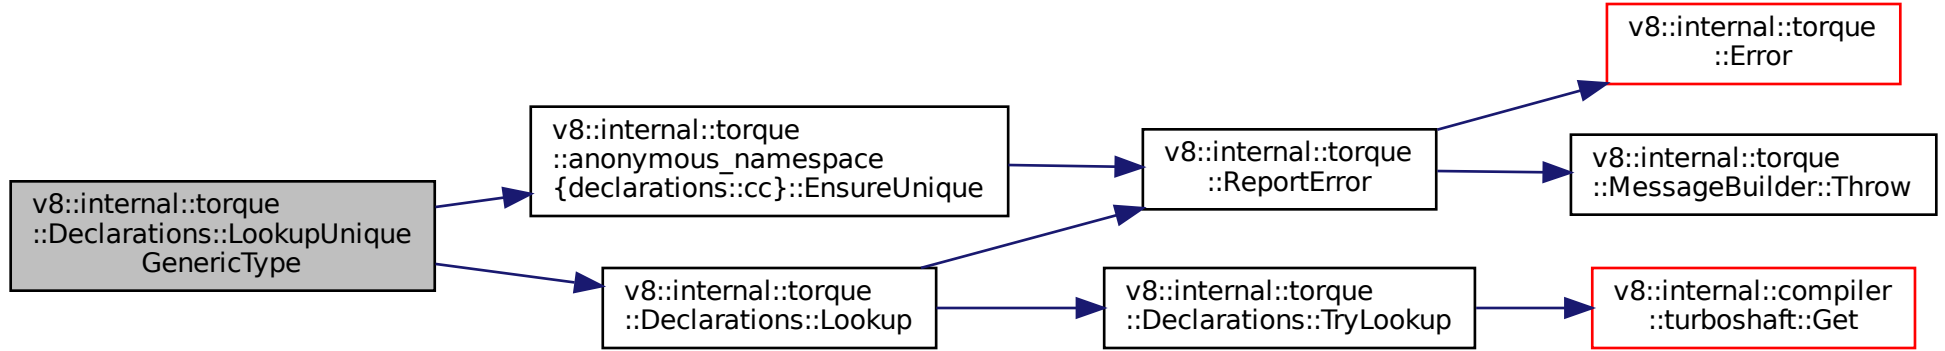 v8::internal::torque
::Declarations::LookupUnique
GenericType
v8::internal::torque
::anonymous_namespace
{declarations::cc}::EnsureUnique
v8::internal::torque
::Declarations::Lookup
v8::internal::torque
::ReportError
v8::internal::torque
::Declarations::TryLookup
v8::internal::torque
::Error
v8::internal::torque
::MessageBuilder::Throw
v8::internal::compiler
::turboshaft::Get